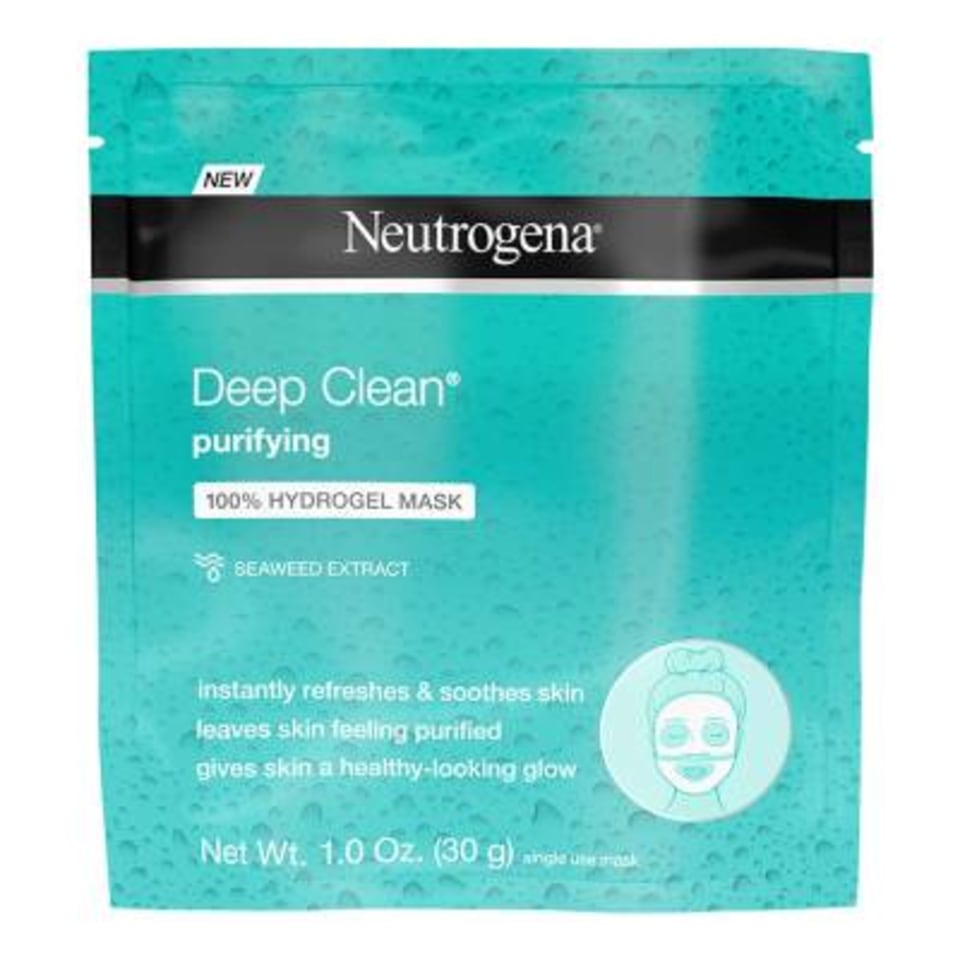 NEW
Neutrogena®
Deep Clean®
purifying
100% HYDROGEL MASK
SEAWEED EXTRACT
instantly refreshes & soothes skin
leaves skin feeling purified
gives skin a healthy-looking glow
Net Wt. 1.0 Oz. (30 g) single use mask